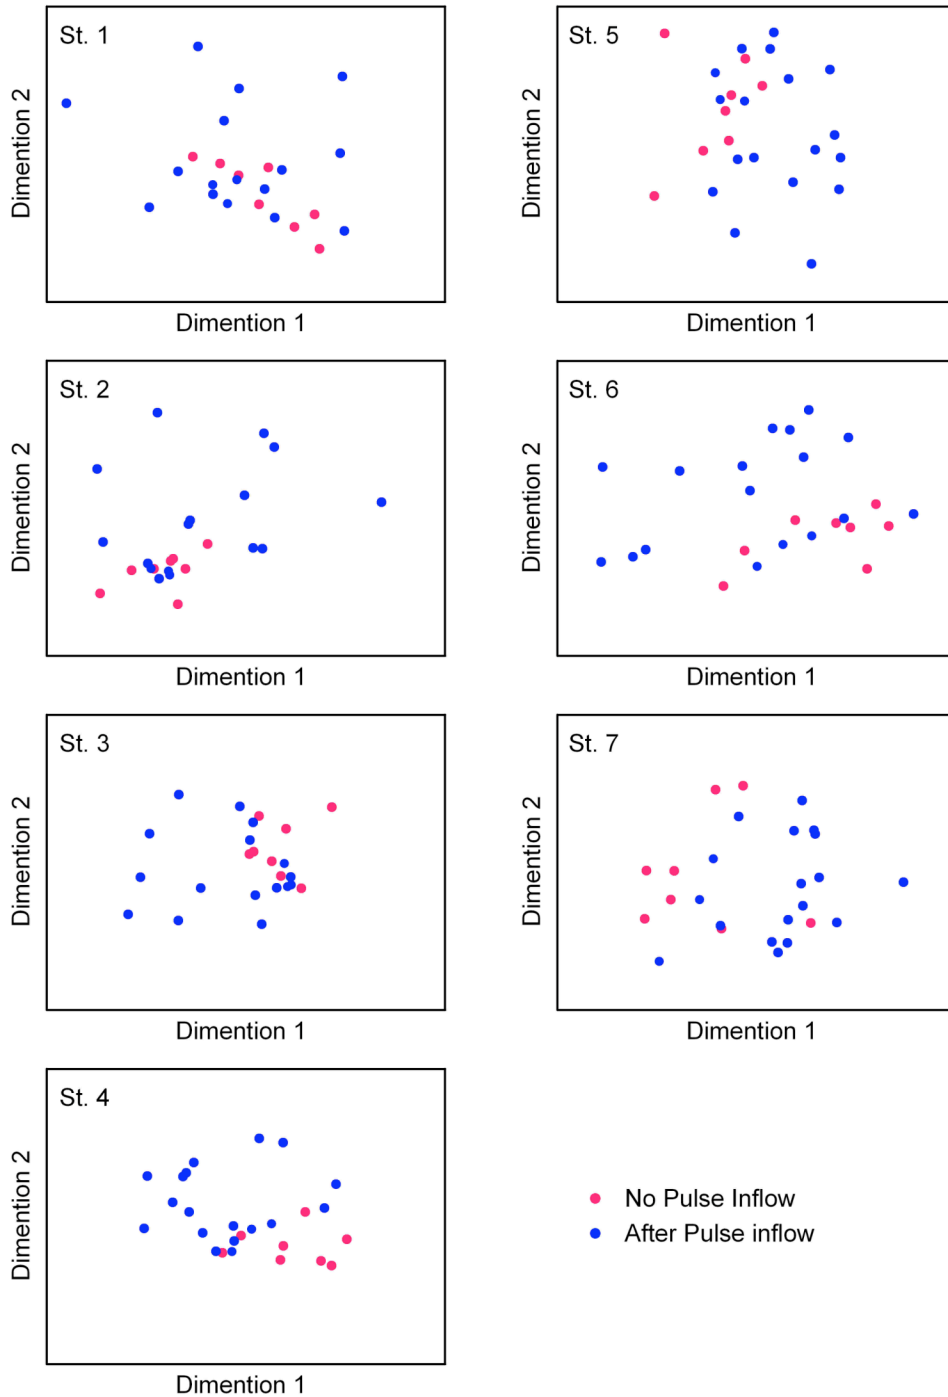 St. 1
Dimention 2
Dimention 1
St. 5
Dimention 2
Dimention 1
St. 2
Dimention 2
Dimention 1
St. 6
Dimention 2
Dimention 1
St. 3
Dimention 2
Dimention 1
St. 7
Dimention 2
Dimention 1
St. 4
Dimention 2
Dimention 1
No Pulse Inflow
After Pulse inflow